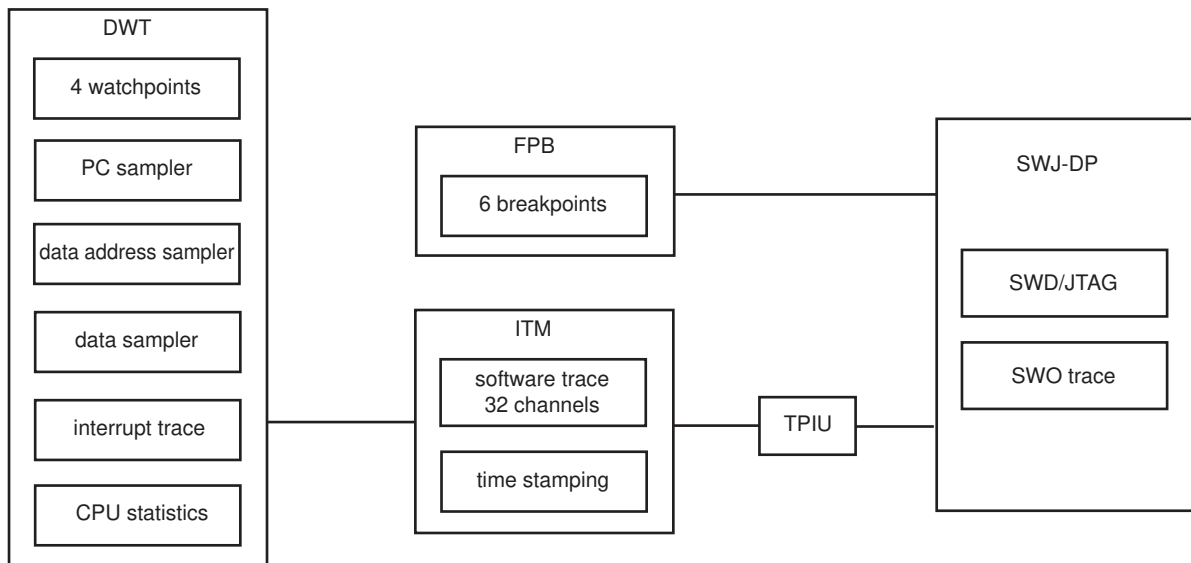 DWT
4 watchpoints
PC sampler
data address sampler
data sampler
interrupt trace
CPU statistics
FPB
6 breakpoints
ITM
software trace
32 channels
time stamping
TPIU
SWJ-DP
SWD/JTAG
SWO trace